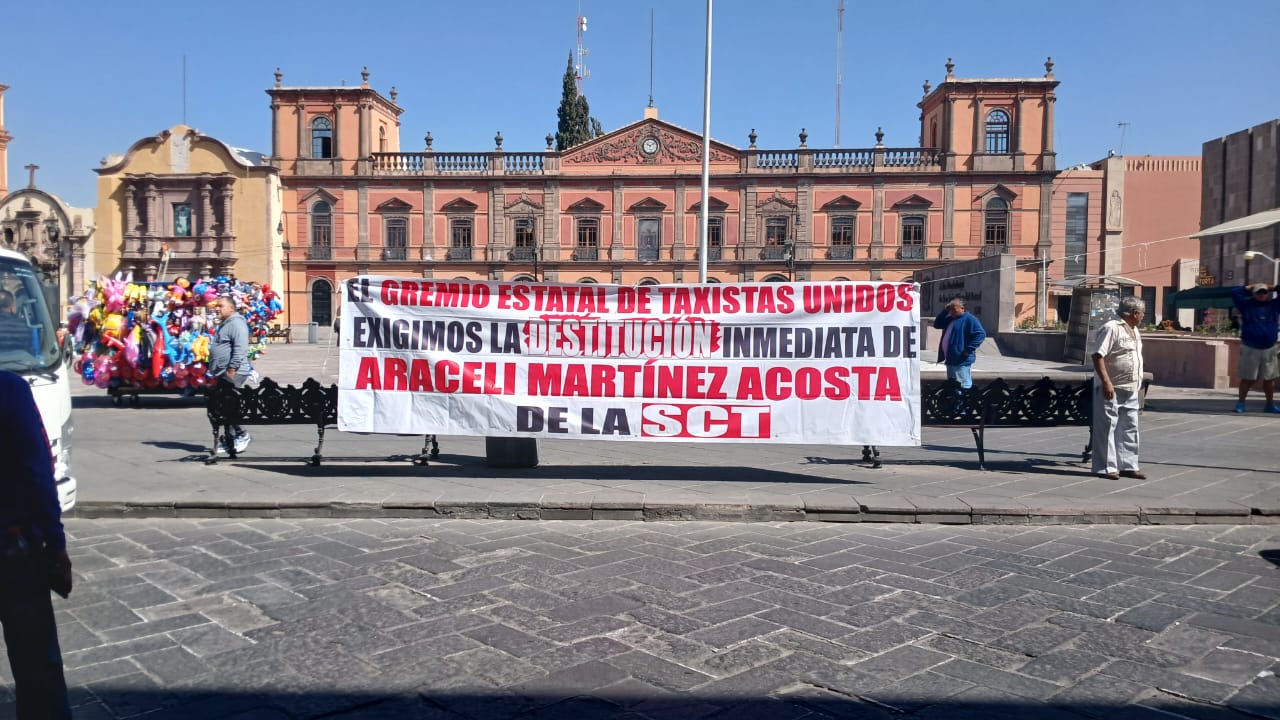 EL GREMIO ESTATAL DE TAXISTAS UNIDOS
EXIGIMOS LA DESTITUCIÓN INMEDIATA DE
ARACELI MARTÍNEZ ACOSTA
DE LA SCT